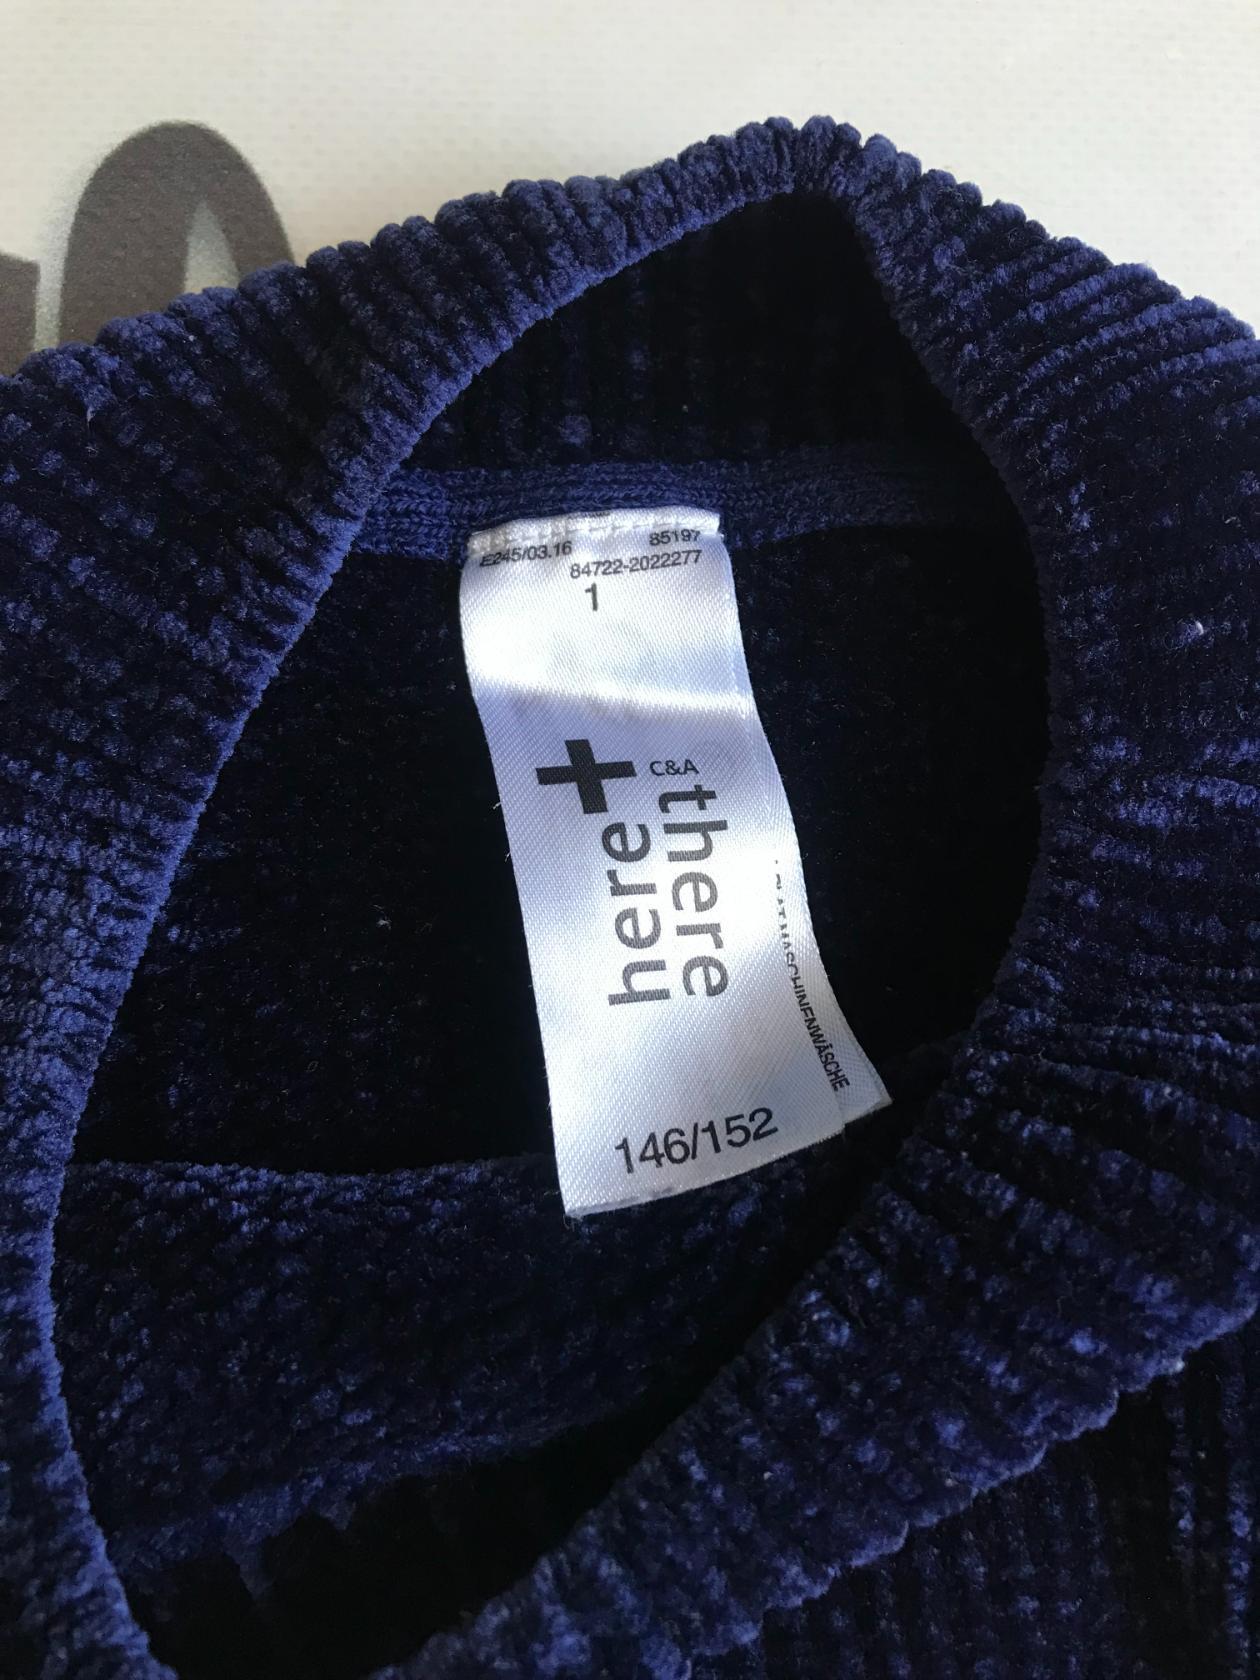 E245/03.16 85197
84722-2022277
1
C&A
here+
there
MASCHINENWÄSCHE
146/152